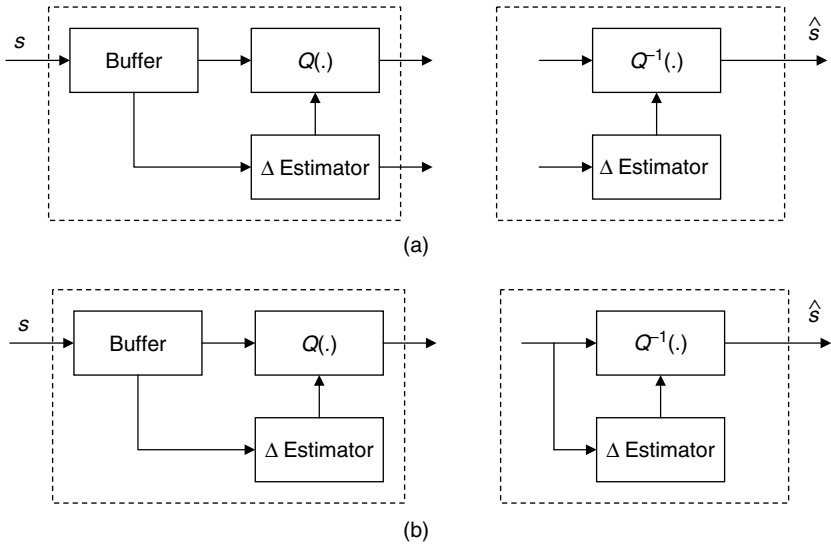 s Buffer Q(.) Q⁻¹(.) ŝ
Δ Estimator Δ Estimator
(a)
s Buffer Q(.) Q⁻¹(.) ŝ
Δ Estimator Δ Estimator
(b)